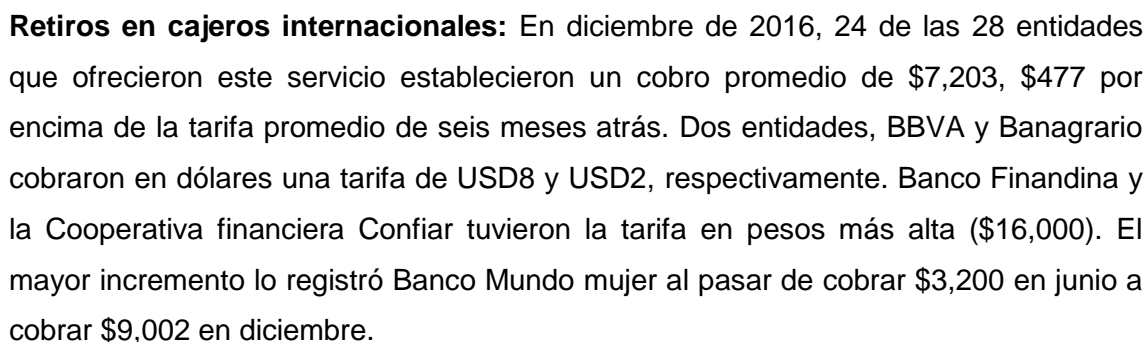 Retiros en cajeros internacionales: En diciembre de 2016, 24 de las 28 entidades
que ofrecieron este servicio establecieron un cobro promedio de $7,203, $477 por
encima de la tarifa promedio de seis meses atrás. Dos entidades, BBVA y Banagrario
cobraron en dólares una tarifa de USD8 y USD2, respectivamente. Banco Finandina y
la Cooperativa financiera Confiar tuvieron la tarifa en pesos más alta ($16,000). El
mayor incremento lo registró Banco Mundo mujer al pasar de cobrar $3,200 en junio a
cobrar $9,002 en diciembre.